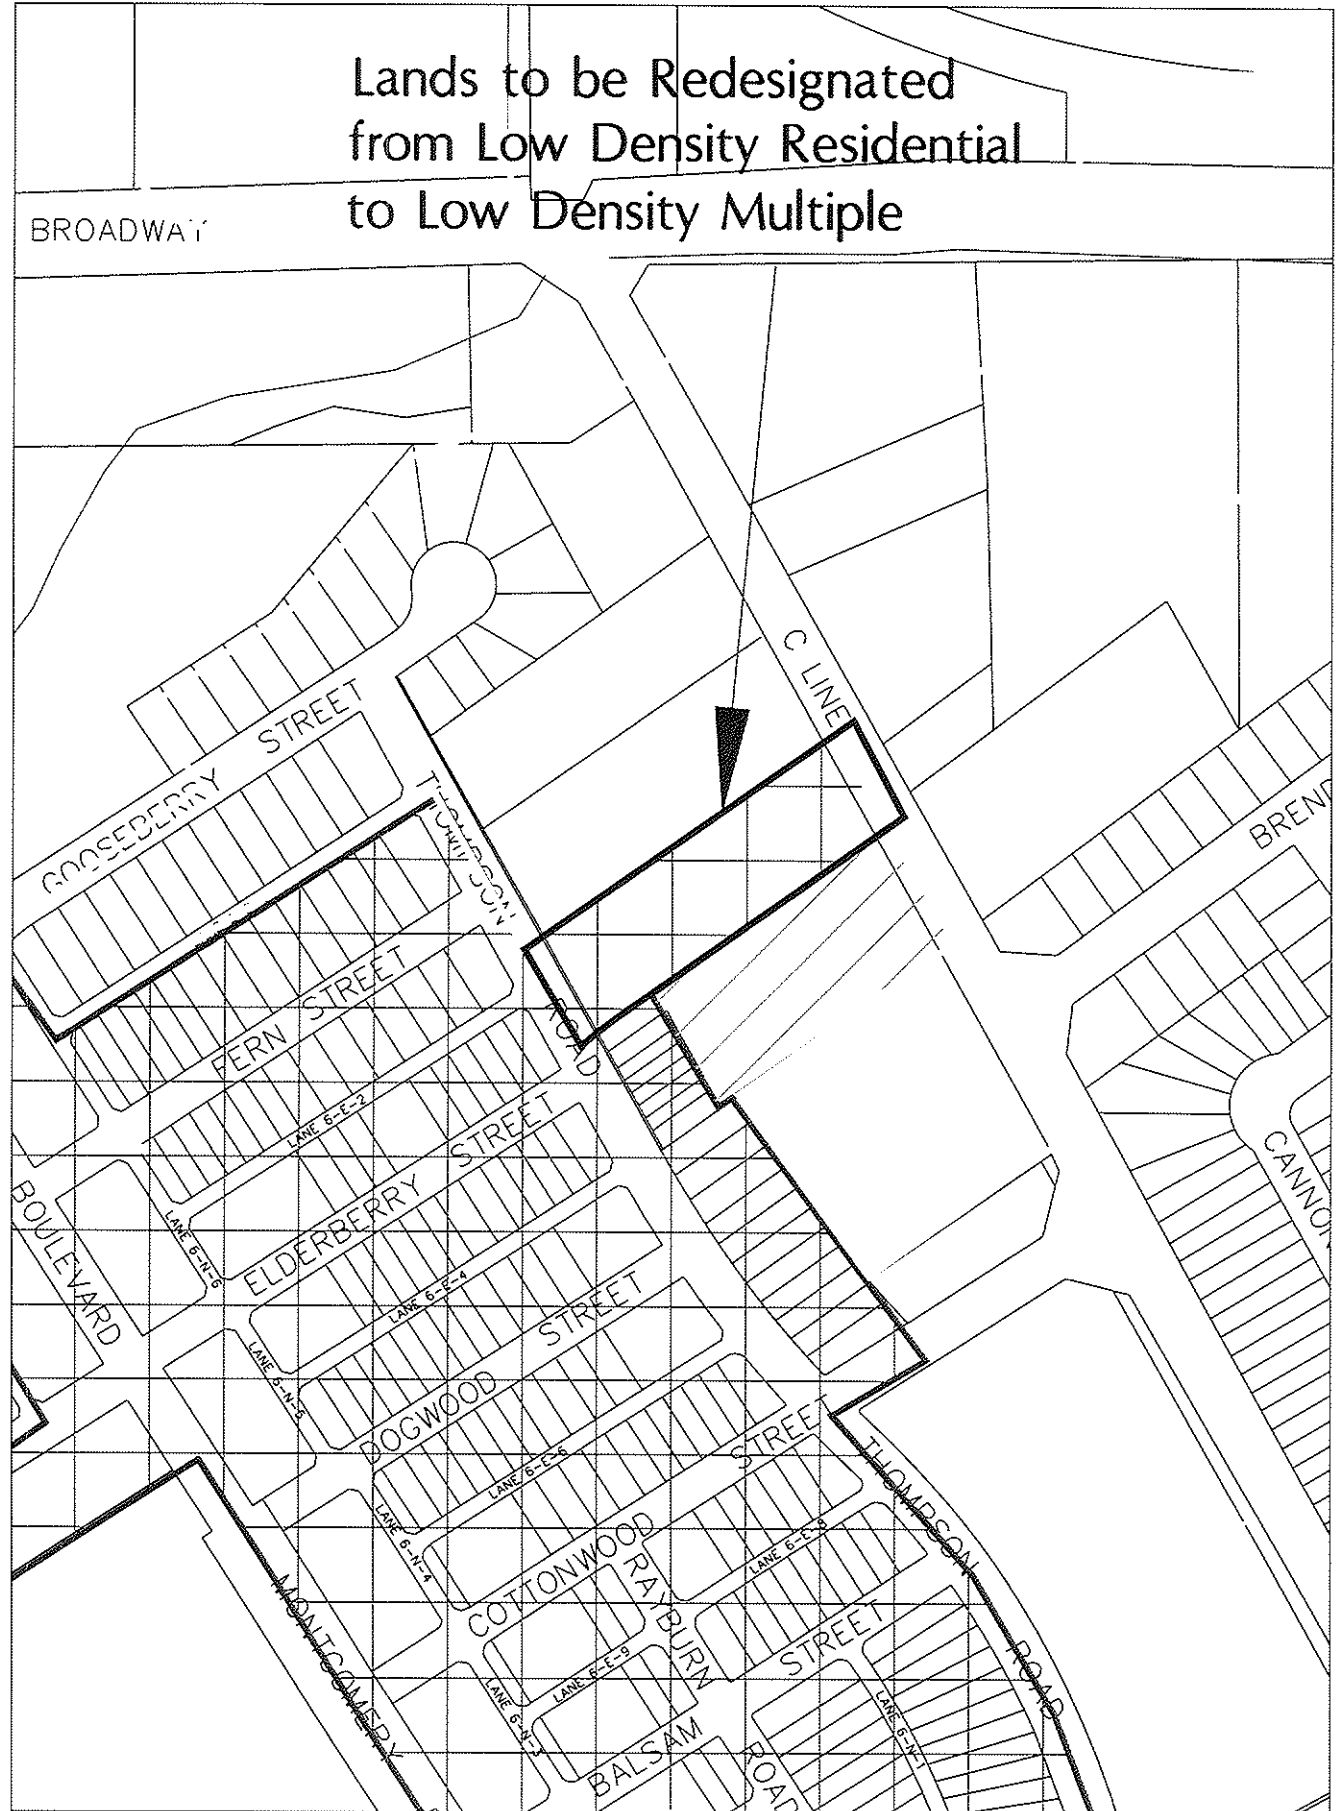 Lands to be Redesignated
from Low Density Residential
to Low Density Multiple
BROADWAY
C LINE
GOOSEBERRY STREET
THOMPSON
ROAD
BREND
FERN STREET
LANE 6-E-2
CANNON
BOULEVARD
LANE 6-N-6
ELDERBERRY STREET
LANE 6-E-4
LANE 6-N-5
DOGWOOD STREET
LANE 6-E-6
STREET
THOMPSON
ROAD
LANE 6-N-4
COTTONWOOD
RAYBURN
ROAD
MONTGOMERY
LANE 6-E-9
STREET
LANE 6-N-3
LANE 6-N-1
BALSAM